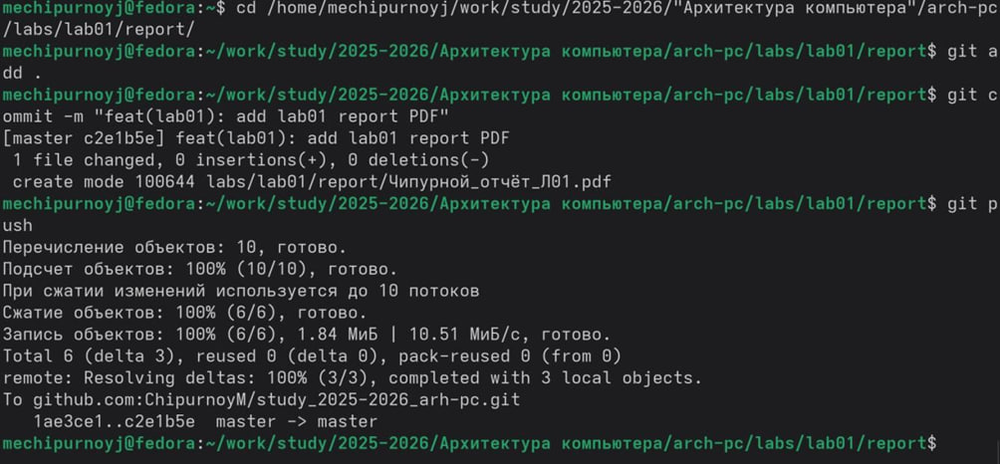 mechipurnoyj@fedora:~$ cd /home/mechipurnoyj/work/study/2025-2026/"Архитектура компьютера"/arch-pc
/labs/lab01/report/
mechipurnoyj@fedora:~/work/study/2025-2026/Архитектура компьютера/arch-pc/labs/lab01/report$ git a
dd .
mechipurnoyj@fedora:~/work/study/2025-2026/Архитектура компьютера/arch-pc/labs/lab01/report$ git c
ommit -m "feat(lab01): add lab01 report PDF"
[master c2e1b5e] feat(lab01): add lab01 report PDF
 1 file changed, 0 insertions(+), 0 deletions(-)
 create mode 100644 labs/lab01/report/Чипурной_отчёт_Л01.pdf
mechipurnoyj@fedora:~/work/study/2025-2026/Архитектура компьютера/arch-pc/labs/lab01/report$ git p
ush
Перечисление объектов: 10, готово.
Подсчет объектов: 100% (10/10), готово.
При сжатии изменений используется до 10 потоков
Сжатие объектов: 100% (6/6), готово.
Запись объектов: 100% (6/6), 1.84 МиБ | 10.51 МиБ/с, готово.
Total 6 (delta 3), reused 0 (delta 0), pack-reused 0 (from 0)
remote: Resolving deltas: 100% (3/3), completed with 3 local objects.
To github.com:ChipurnoyM/study_2025-2026_arh-pc.git
   1ae3ce1..c2e1b5e  master -> master
mechipurnoyj@fedora:~/work/study/2025-2026/Архитектура компьютера/arch-pc/labs/lab01/report$